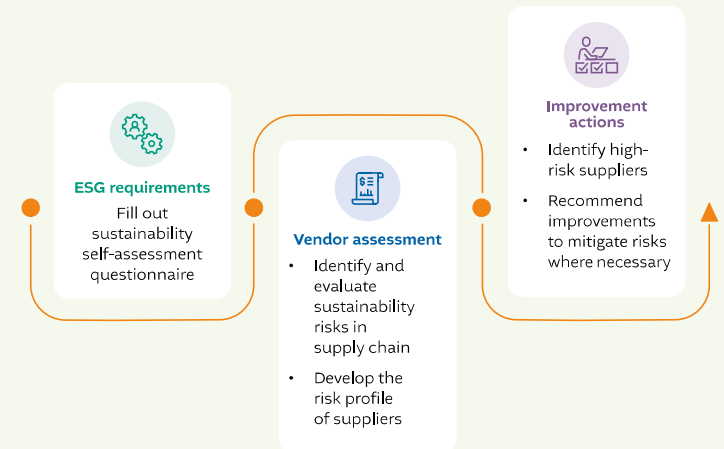 ESG requirements
Fill out
sustainability
self-assessment
questionnaire
Vendor assessment
• Identify and
evaluate
sustainability
risks in
supply chain
• Develop the
risk profile
of suppliers
Improvement
actions
• Identify high-
risk suppliers
• Recommend
improvements
to mitigate risks
where necessary